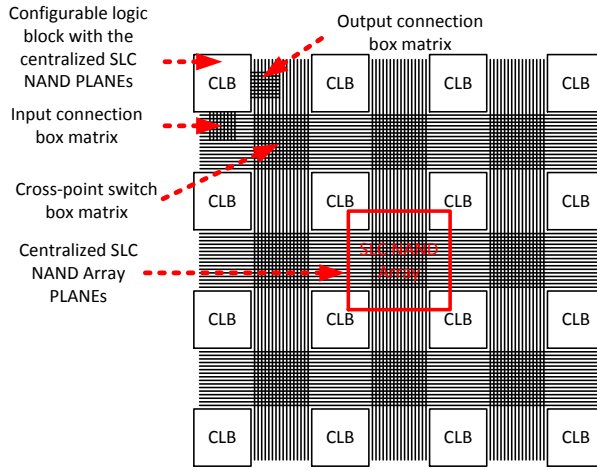 Configurable logic
block with the
centralized SLC
NAND PLANEs
Output connection
box matrix
CLB
CLB
CLB
CLB
Input connection
box matrix
Cross-point switch
box matrix
CLB
CLB
CLB
CLB
Centralized SLC
NAND Array
PLANEs
SLC NAND
Array
CLB
CLB
CLB
CLB
CLB
CLB
CLB
CLB